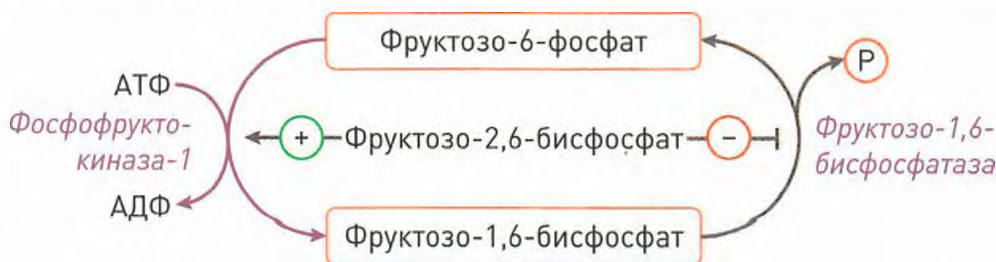 Фруктозо-6-фосфат
P
АТФ
Фосфофрукто-
киназа-1
+
Фруктозо-2,6-бисфосфат
−
Фруктозо-1,6-
бисфосфатаза
АДФ
Фруктозо-1,6-бисфосфат